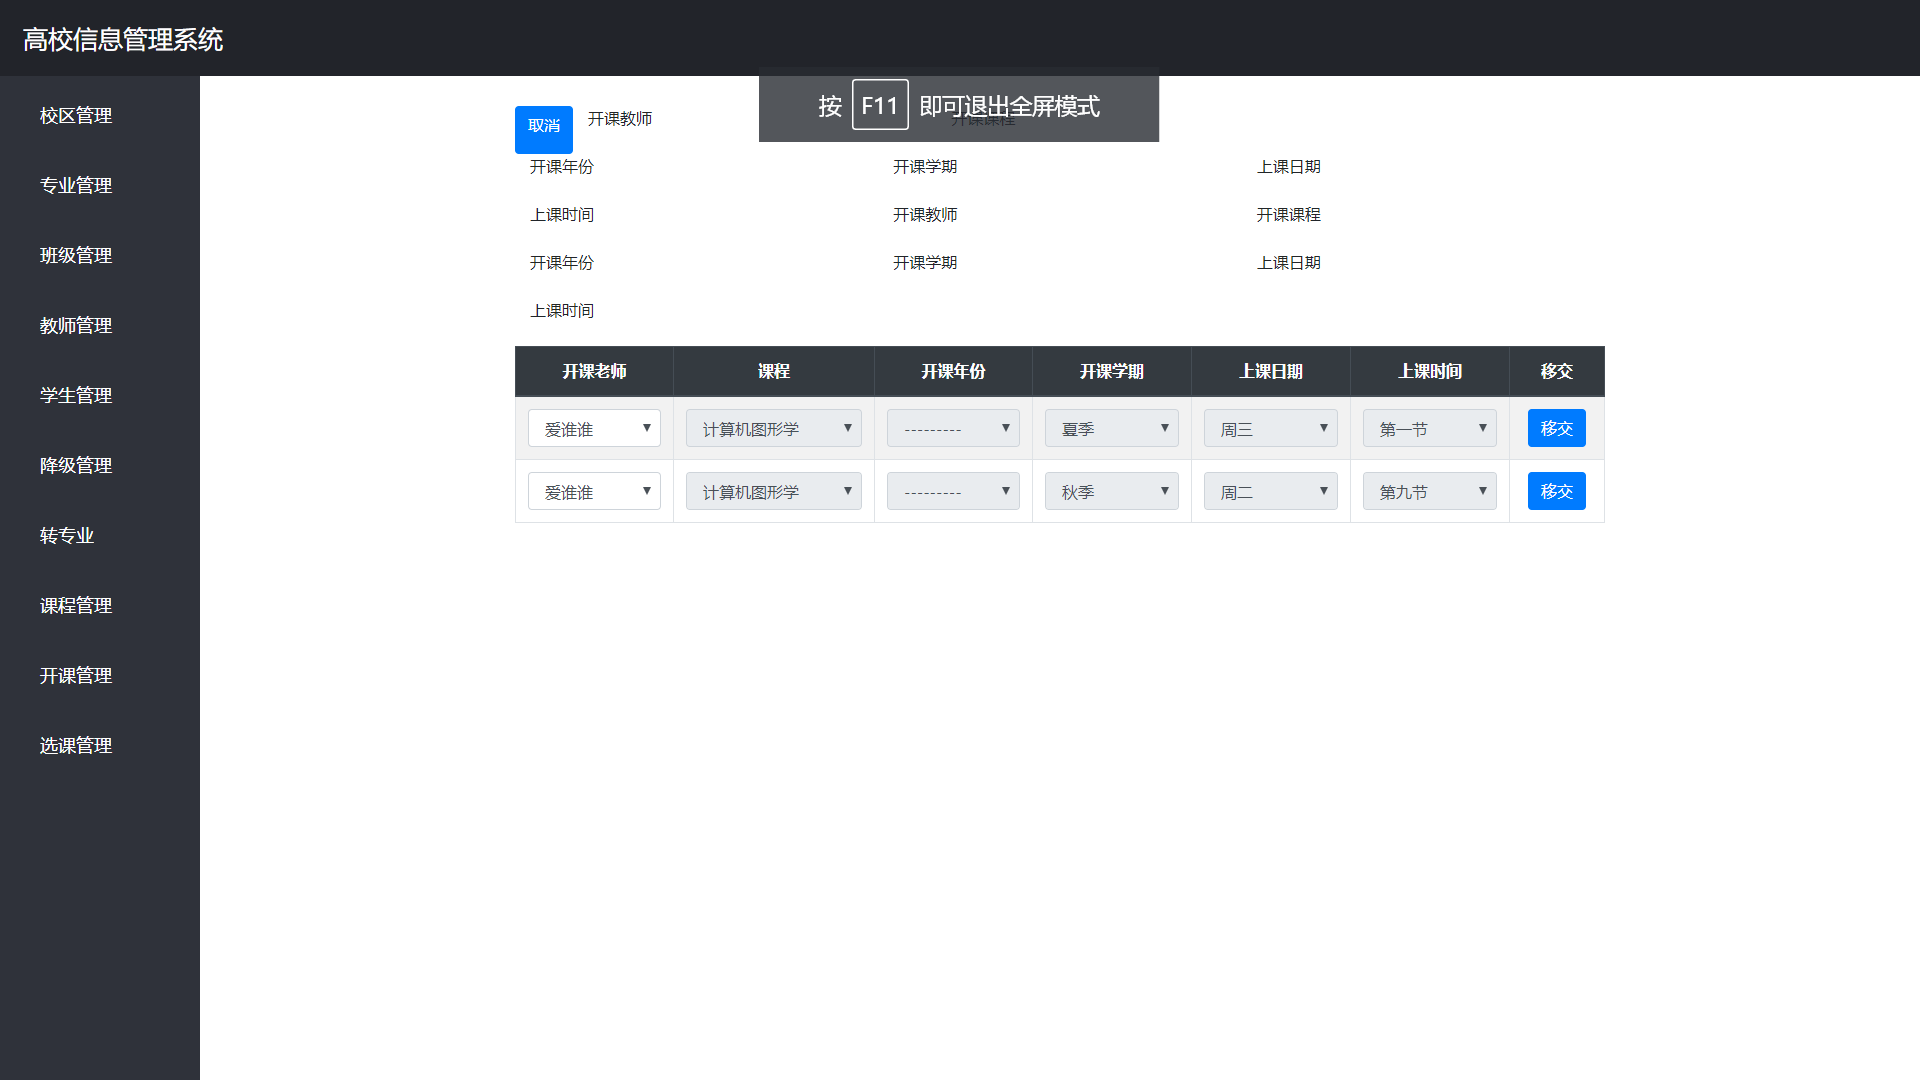 高校信息管理系统
按 F11 即可退出全屏模式
校区管理
专业管理
班级管理
教师管理
学生管理
降级管理
转专业
课程管理
开课管理
选课管理
取消 开课教师 开课课程
开课年份 开课学期 上课日期
上课时间 开课教师 开课课程
开课年份 开课学期 上课日期
上课时间
开课老师 课程 开课年份 开课学期 上课日期 上课时间 移交
爱谁谁 计算机图形学 --------- 夏季 周三 第一节 移交
爱谁谁 计算机图形学 --------- 秋季 周二 第九节 移交